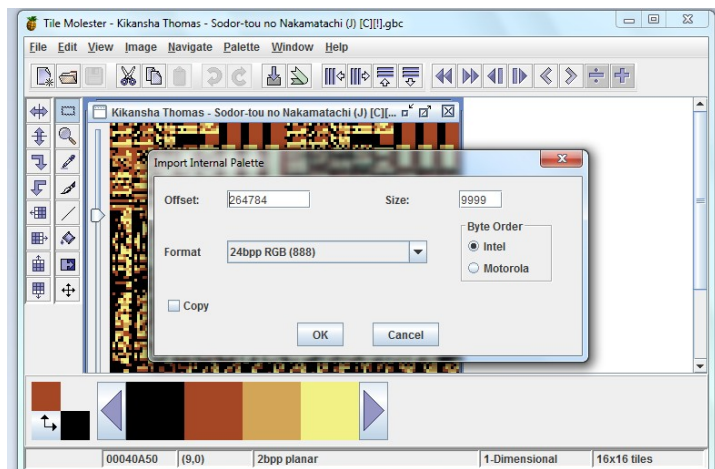 Tile Molester - Kikansha Thomas - Sodor-tou no Nakamatachi (J) [C][!].gbc
File Edit View Image Navigate Palette Window Help
Kikansha Thomas - Sodor-tou no Nakamatachi (J) [C][...
Import Internal Palette
Offset: 264784 Size: 9999
Byte Order
Intel
Format 24bpp RGB (888)
Motorola
Copy
OK Cancel
00040A50 (9,0) 2bpp planar 1-Dimensional 16x16 tiles